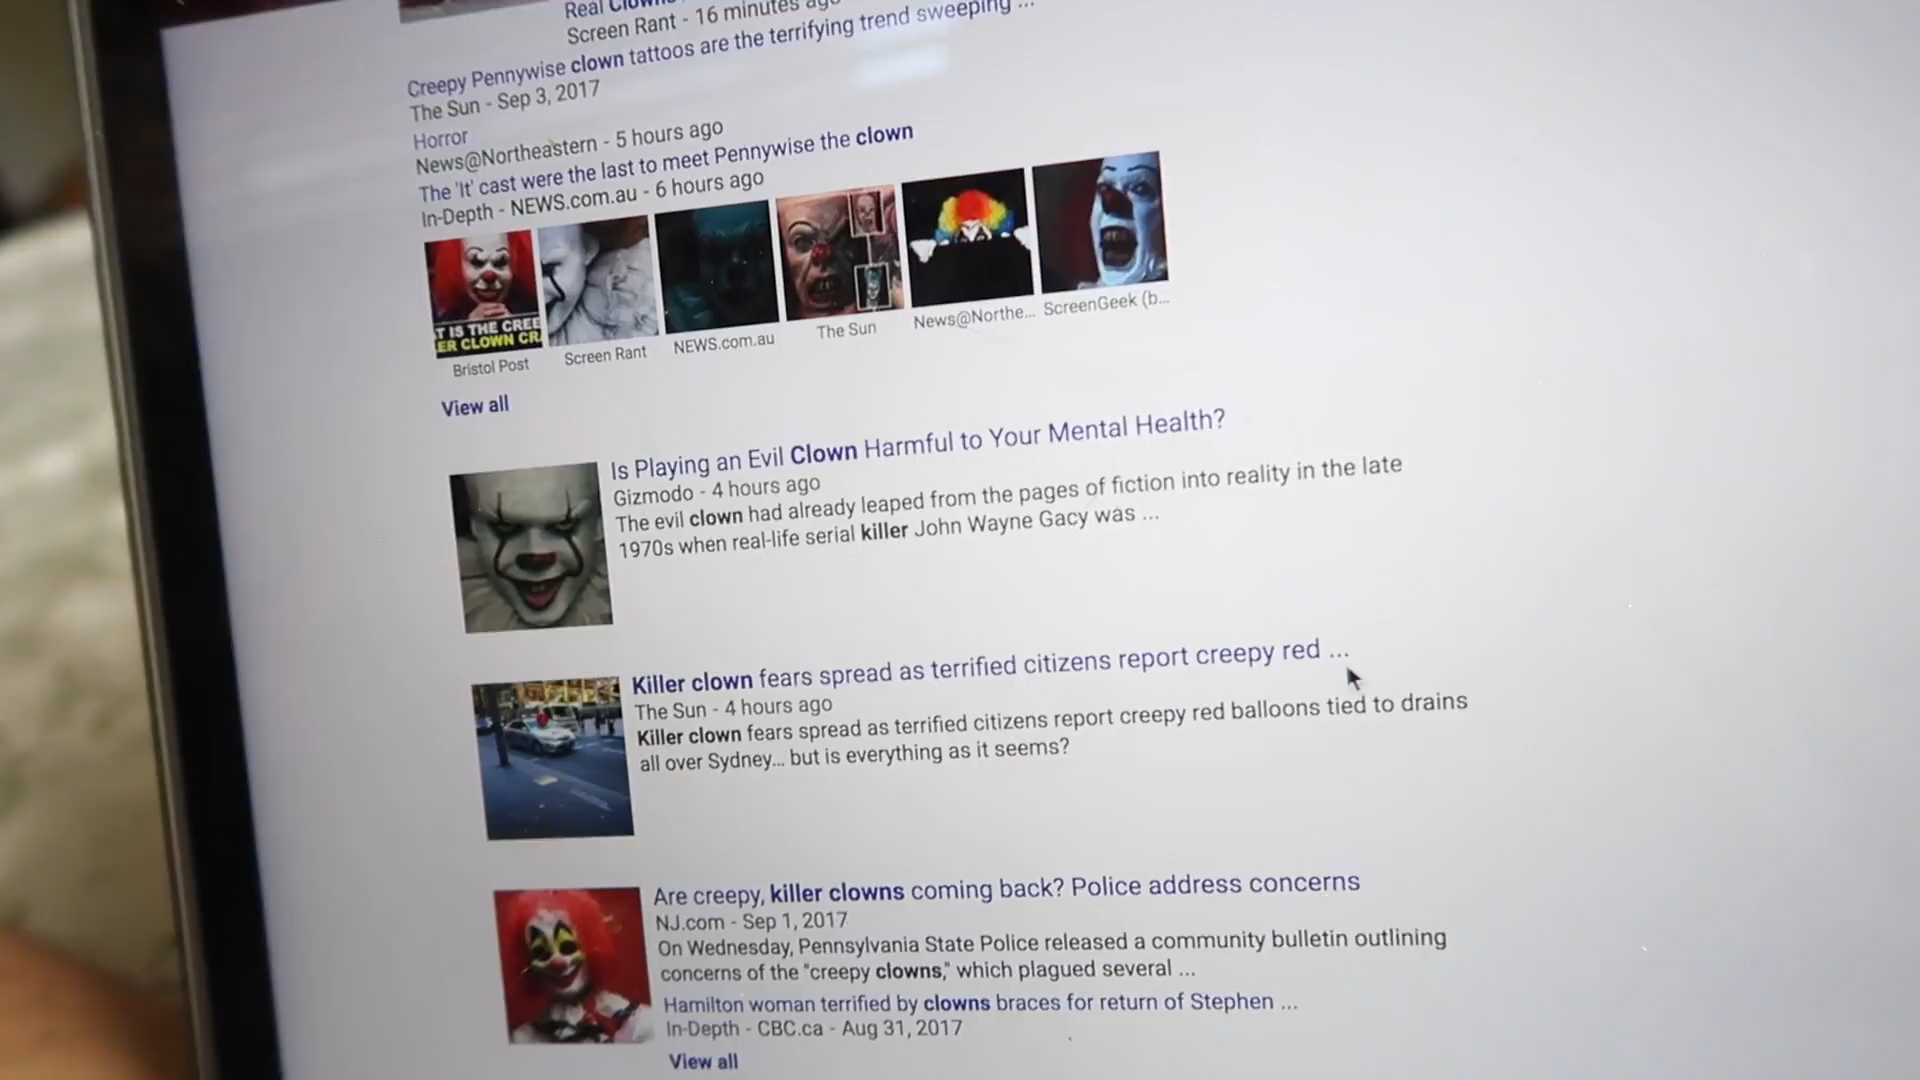 Real Clowns
Screen Rant - 16 minutes ago
Creepy Pennywise clown tattoos are the terrifying trend sweeping ...
The Sun - Sep 3, 2017
Horror
News@Northeastern - 5 hours ago
The 'It' cast were the last to meet Pennywise the clown
In-Depth - NEWS.com.au - 6 hours ago
T IS THE CREE
ER CLOWN CR
Bristol Post
Screen Rant
NEWS.com.au
The Sun
News@Northe...
ScreenGeek (b...
View all
Is Playing an Evil Clown Harmful to Your Mental Health?
Gizmodo - 4 hours ago
The evil clown had already leaped from the pages of fiction into reality in the late
1970s when real-life serial killer John Wayne Gacy was ...
Killer clown fears spread as terrified citizens report creepy red ...
The Sun - 4 hours ago
Killer clown fears spread as terrified citizens report creepy red balloons tied to drains
all over Sydney... but is everything as it seems?
Are creepy, killer clowns coming back? Police address concerns
NJ.com - Sep 1, 2017
On Wednesday, Pennsylvania State Police released a community bulletin outlining
concerns of the "creepy clowns," which plagued several ...
Hamilton woman terrified by clowns braces for return of Stephen ...
In-Depth - CBC.ca - Aug 31, 2017
View all